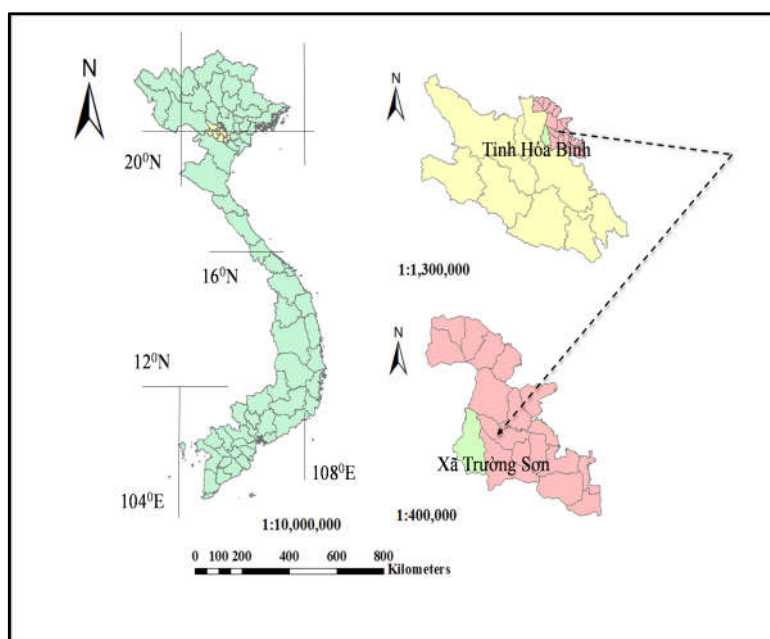 N
20⁰N
16⁰N
12⁰N
104⁰E
108⁰E
1:10,000,000
0 100 200 400 600 800
Kilometers
N
Tỉnh Hòa Bình
1:1,300,000
N
Xã Trường Sơn
1:400,000